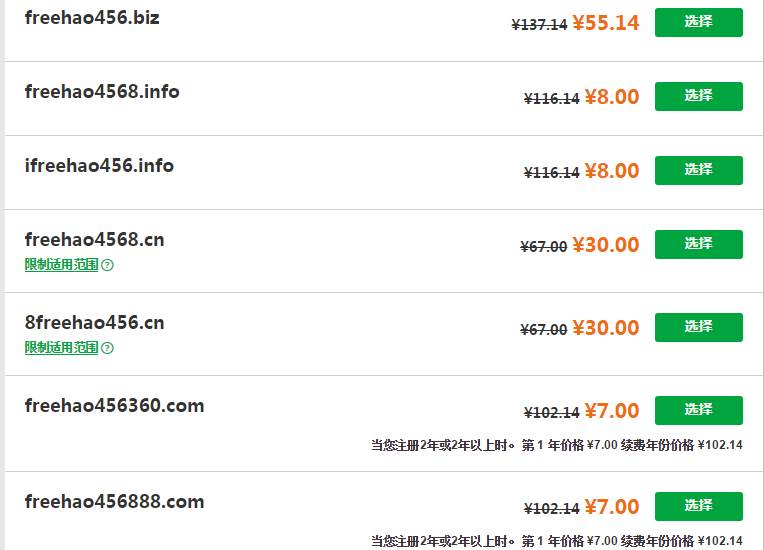 freehao456.biz ¥137.14 ¥55.14 选择
freehao4568.info ¥116.14 ¥8.00 选择
ifreehao456.info ¥116.14 ¥8.00 选择
freehao4568.cn ¥67.00 ¥30.00 选择
限制适用范围 ?
8freehao456.cn ¥67.00 ¥30.00 选择
限制适用范围 ?
freehao456360.com ¥102.14 ¥7.00 选择
当您注册2年或2年以上时。 第 1 年价格 ¥7.00 续费年份价格 ¥102.14
freehao456888.com ¥102.14 ¥7.00 选择
当您注册2年或2年以上时。 第 1 年价格 ¥7.00 续费年份价格 ¥102.14